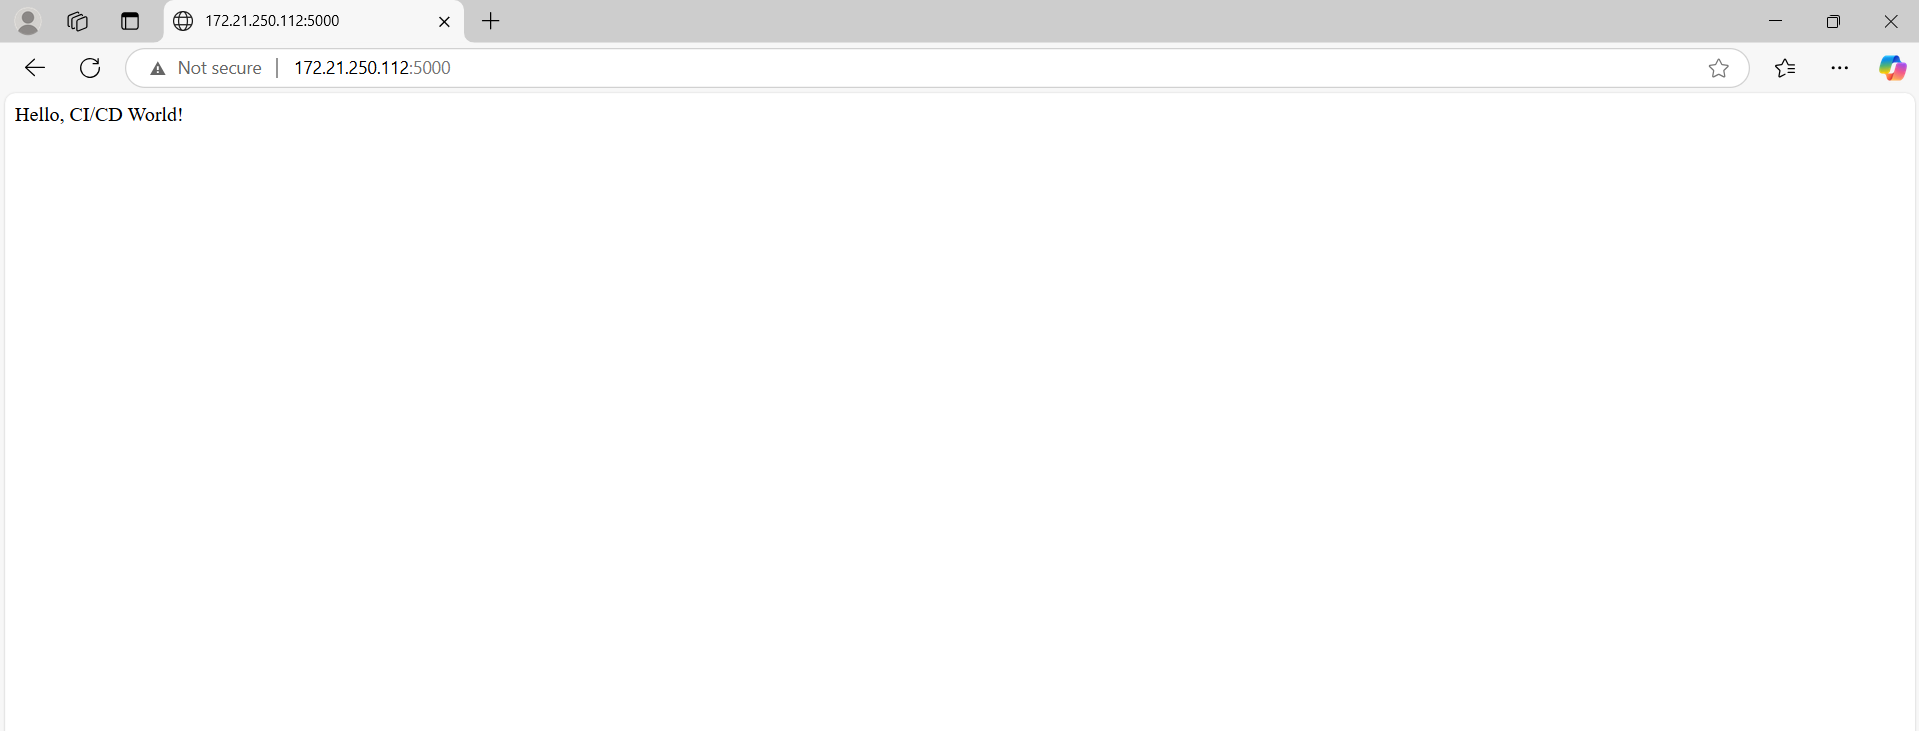 172.21.250.112:5000
Not secure 172.21.250.112:5000
Hello, CI/CD World!